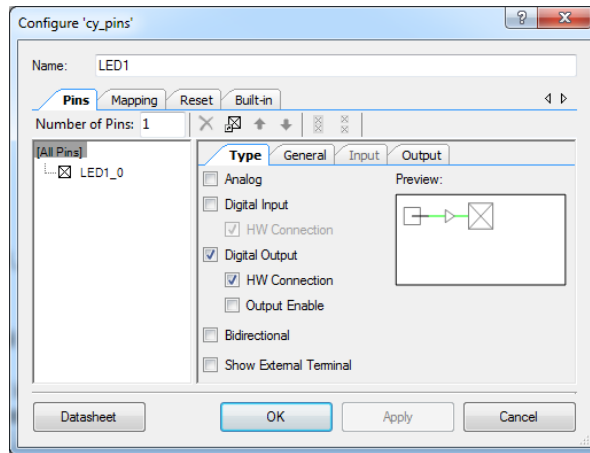 Configure 'cy_pins'
Name: LED1
Pins Mapping Reset Built-in
Number of Pins: 1
[All Pins]
LED1_0
Type General Input Output
Analog
Preview:
Digital Input
HW Connection
Digital Output
HW Connection
Output Enable
Bidirectional
Show External Terminal
Datasheet OK Apply Cancel